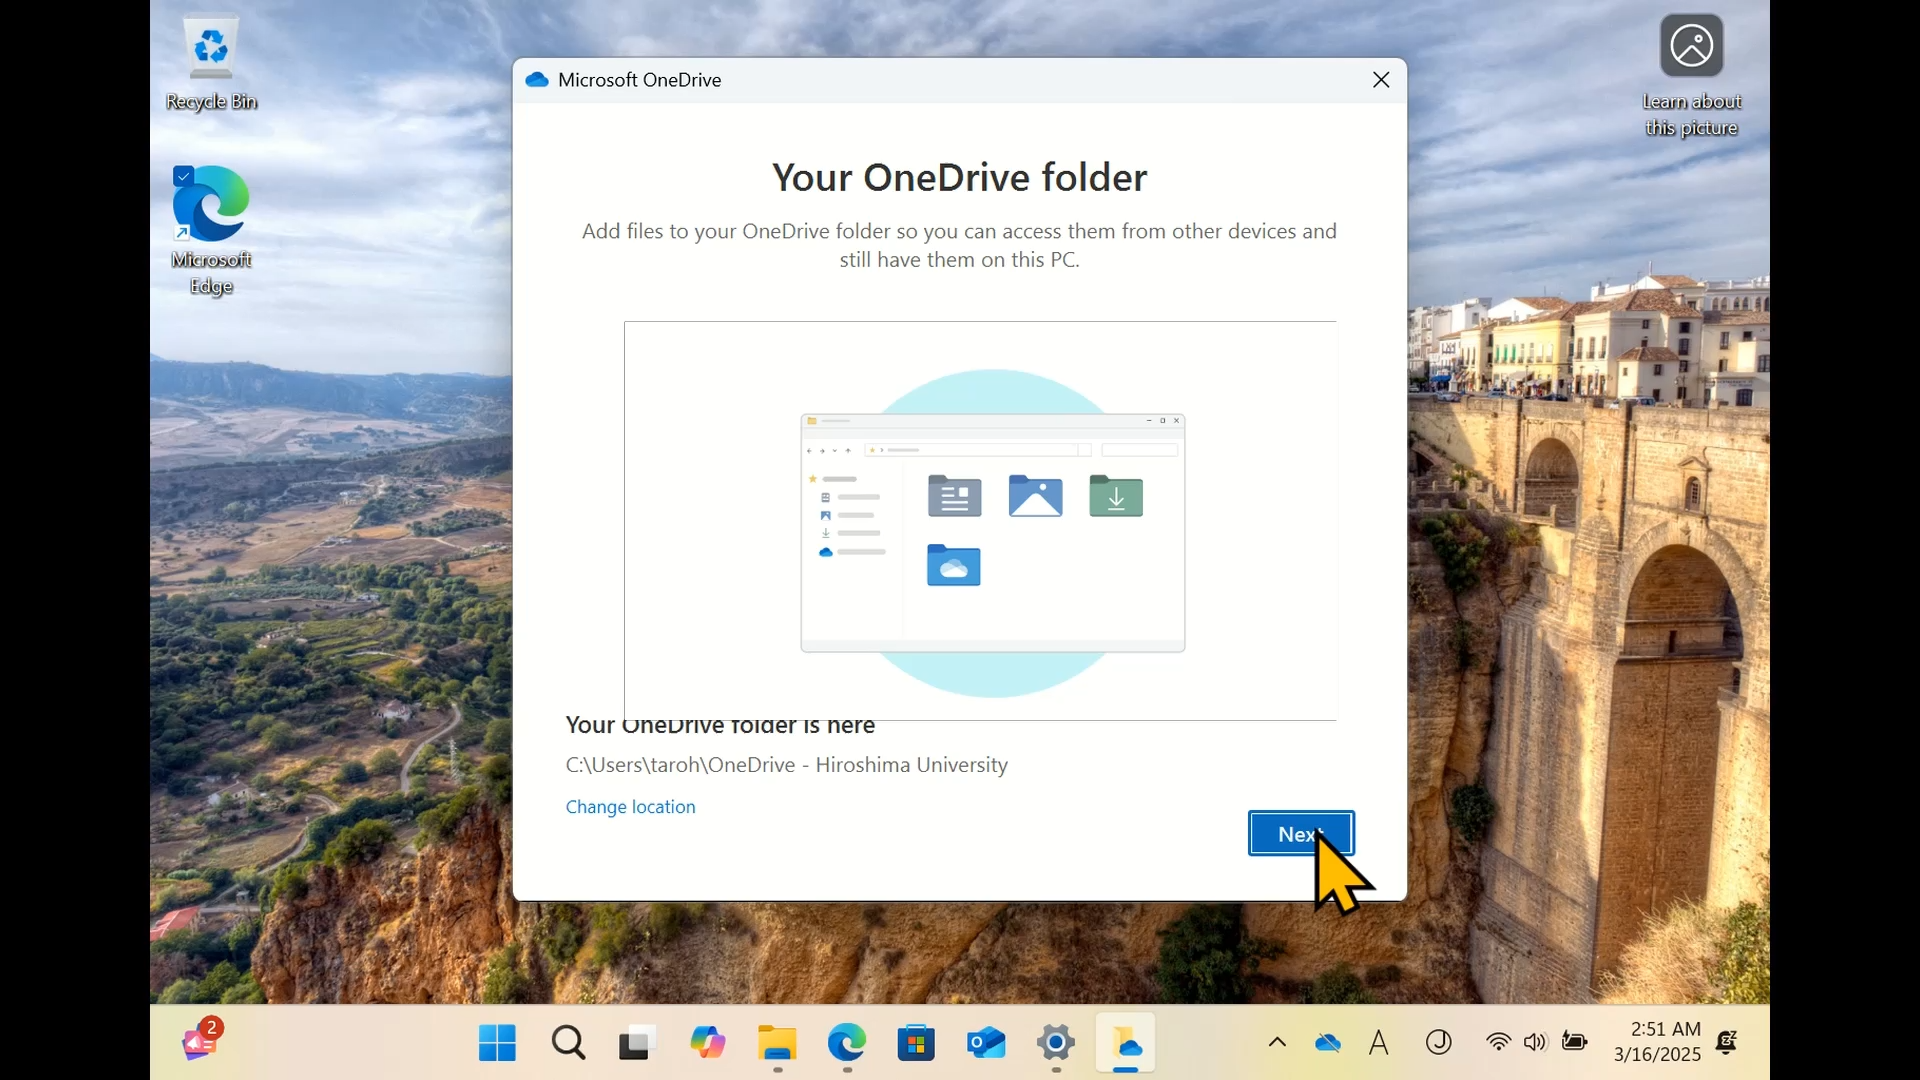 Recycle Bin
Microsoft
Edge
Learn about
this picture
Microsoft OneDrive
Your OneDrive folder
Add files to your OneDrive folder so you can access them from other devices and
still have them on this PC.
Your OneDrive folder is here
C:\Users\taroh\OneDrive - Hiroshima University
Change location
Next
2
A
J
2:51 AM
3/16/2025